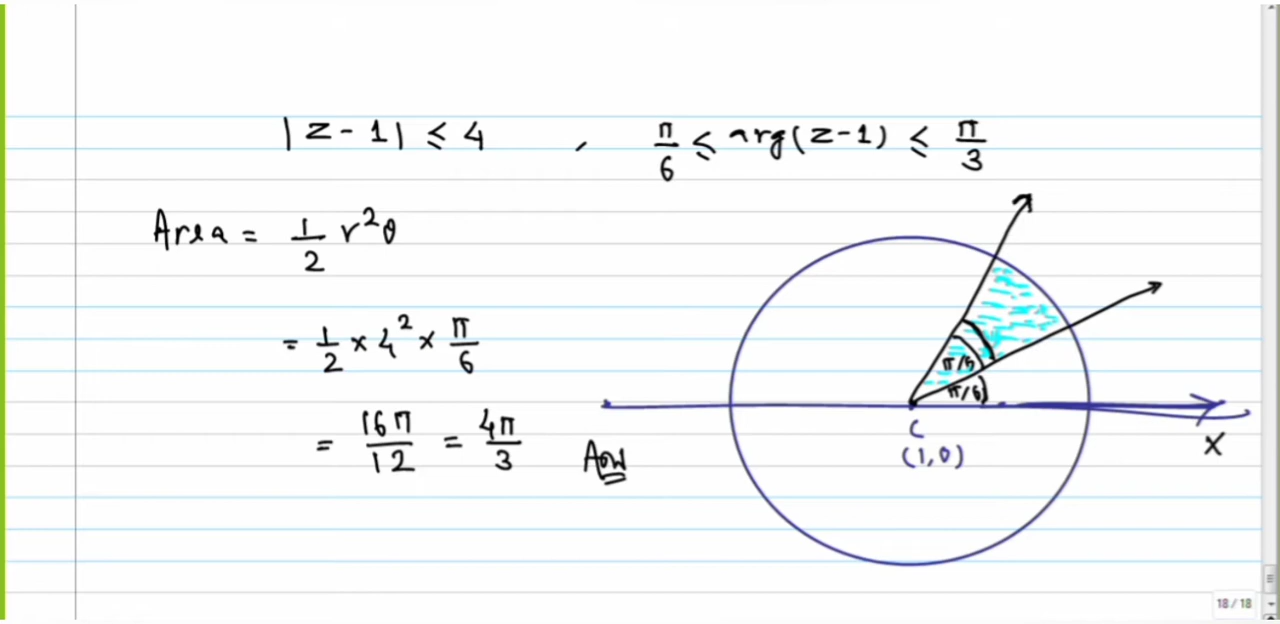 |z-1| ≤ 4 , π/6 ≤ arg(z-1) ≤ π/3
Area = 1/2 r²θ
= 1/2 × 4² × π/6
= 16π/12 = 4π/3 Ans
π/6
C
(1,0)
X
18 / 18